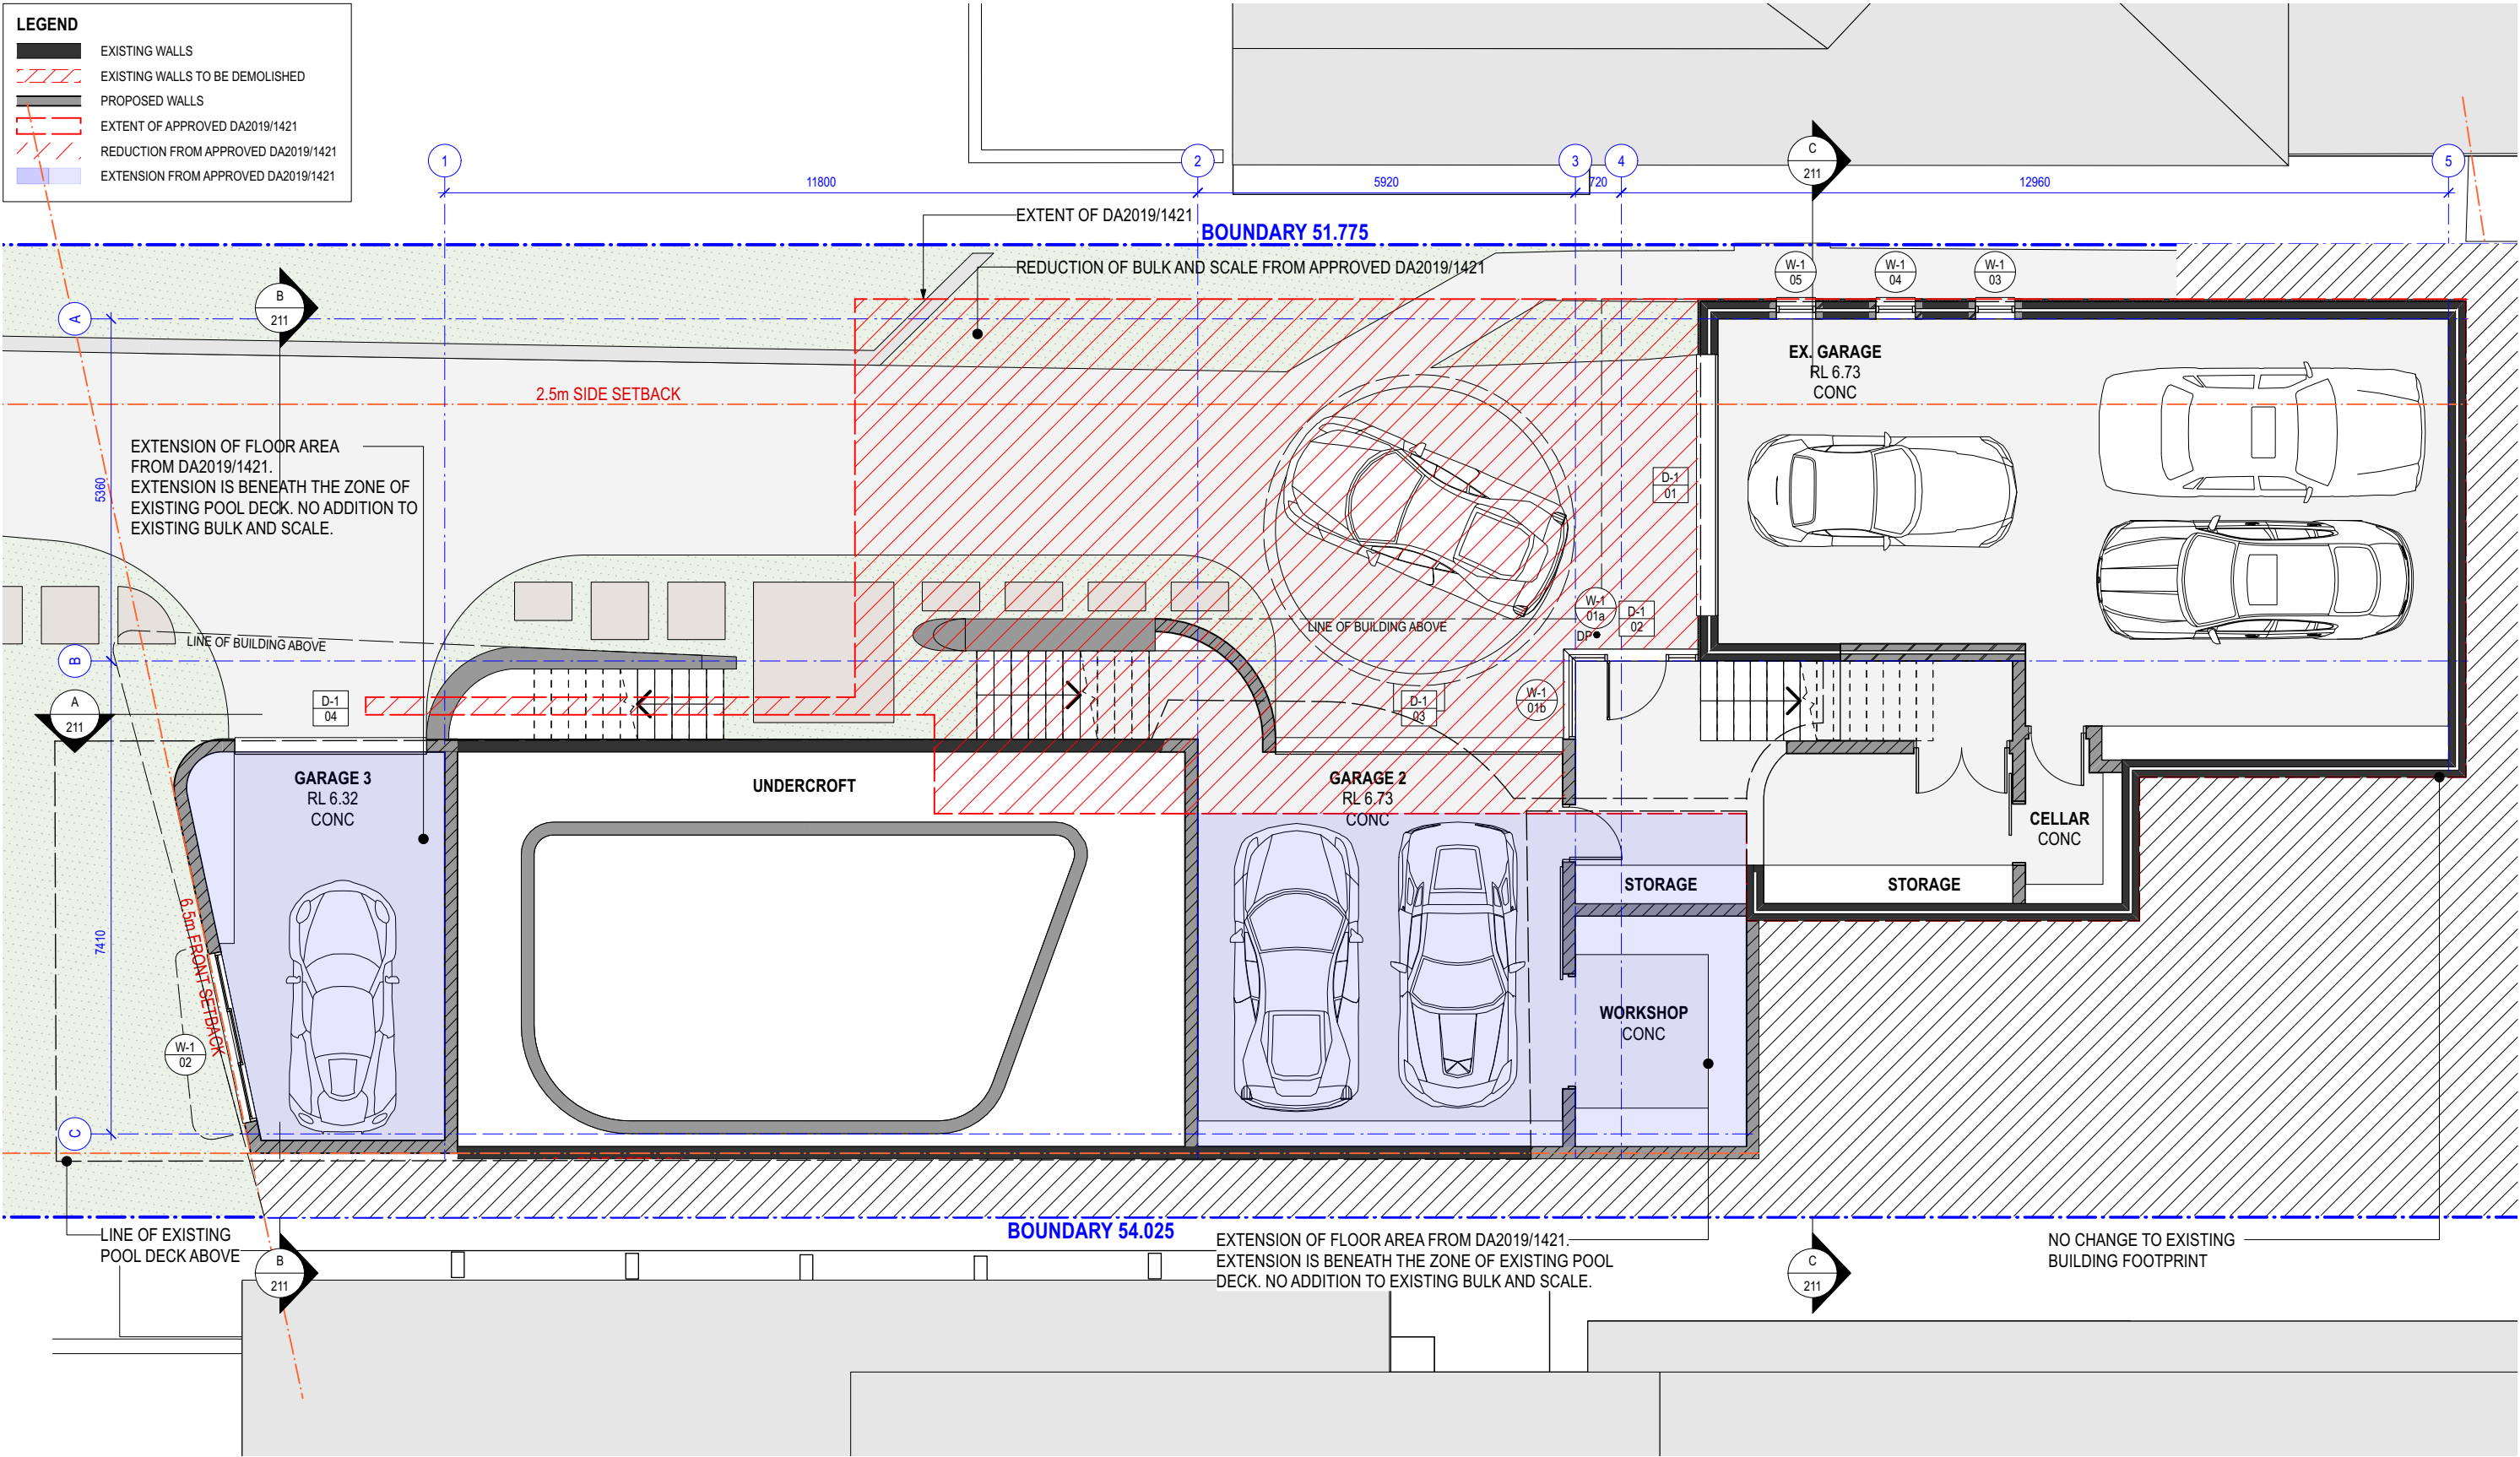 LEGEND
EXISTING WALLS
EXISTING WALLS TO BE DEMOLISHED
PROPOSED WALLS
EXTENT OF APPROVED DA2019/1421
REDUCTION FROM APPROVED DA2019/1421
EXTENSION FROM APPROVED DA2019/1421
1
2
3
4
5
C
211
11800
5920
720
12960
EXTENT OF DA2019/1421
BOUNDARY 51.775
REDUCTION OF BULK AND SCALE FROM APPROVED DA2019/1421
B
211
W-1
05
W-1
04
W-1
03
A
EX. GARAGE
RL 6.73
CONC
2.5m SIDE SETBACK
EXTENSION OF FLOOR AREA
FROM DA2019/1421.
EXTENSION IS BENEATH THE ZONE OF
EXISTING POOL DECK. NO ADDITION TO
EXISTING BULK AND SCALE.
5360
D-1
01
W-1
01a
D-1
02
DP
LINE OF BUILDING ABOVE
LINE OF BUILDING ABOVE
B
D-1
04
A
211
D-1
03
W-1
01b
GARAGE 3
RL 6.32
CONC
UNDERCROFT
GARAGE 2
RL 6.73
CONC
CELLAR
CONC
STORAGE
STORAGE
7410
6.5m FRONT SETBACK
WORKSHOP
CONC
W-1
02
C
LINE OF EXISTING
POOL DECK ABOVE
B
211
BOUNDARY 54.025
EXTENSION OF FLOOR AREA FROM DA2019/1421.
EXTENSION IS BENEATH THE ZONE OF EXISTING POOL
DECK. NO ADDITION TO EXISTING BULK AND SCALE.
C
211
NO CHANGE TO EXISTING
BUILDING FOOTPRINT